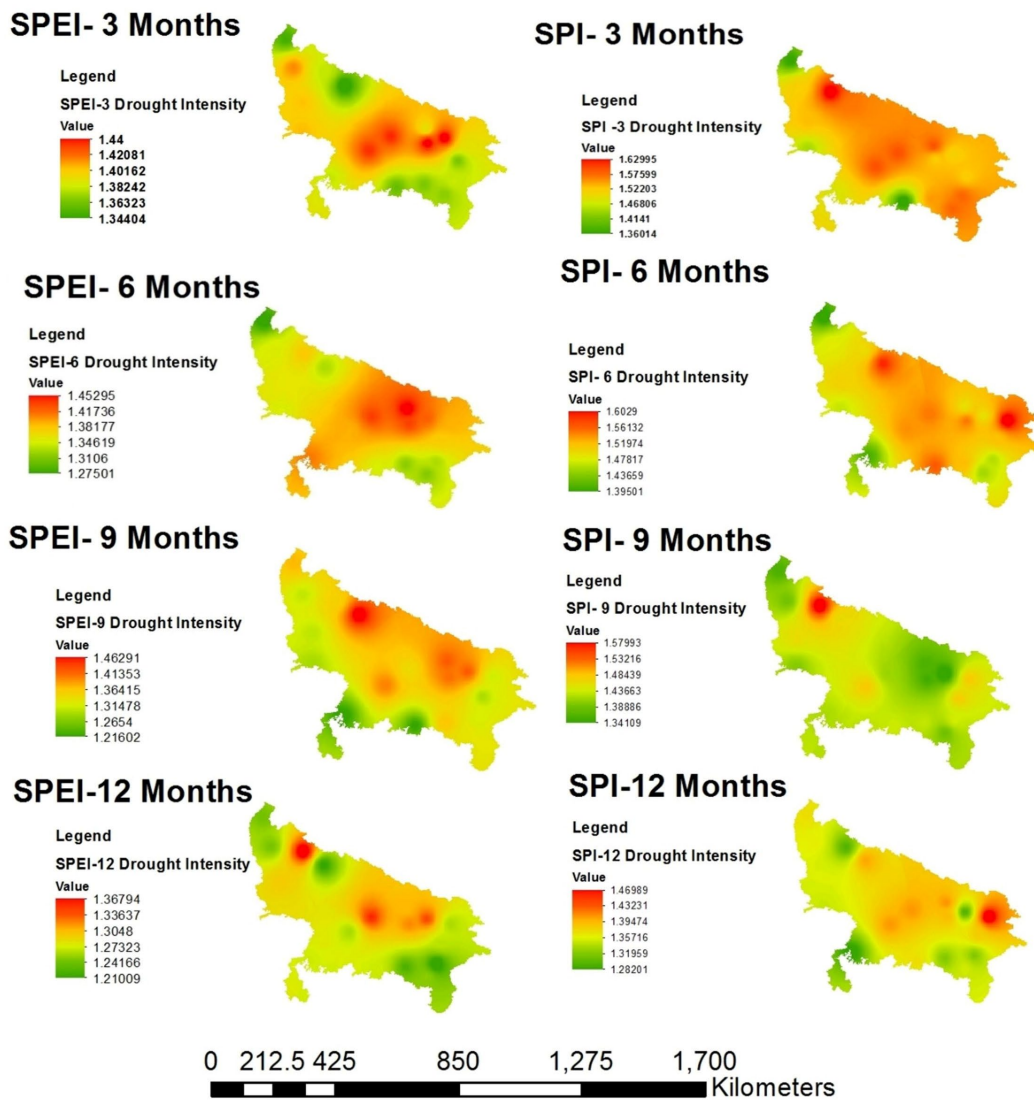 SPEI- 3 Months
Legend
SPEI-3 Drought Intensity
Value
1.44
1.42081
1.40162
1.38242
1.36323
1.34404
SPI- 3 Months
Legend
SPI -3 Drought Intensity
Value
1.62995
1.57599
1.52203
1.46806
1.4141
1.36014
SPEI- 6 Months
Legend
SPEI-6 Drought Intensity
Value
1.45295
1.41736
1.38177
1.34619
1.3106
1.27501
SPI- 6 Months
Legend
SPI- 6 Drought Intensity
Value
1.6029
1.56132
1.51974
1.47817
1.43659
1.39501
SPEI- 9 Months
Legend
SPEI-9 Drought Intensity
Value
1.46291
1.41353
1.36415
1.31478
1.2654
1.21602
SPI- 9 Months
Legend
SPI- 9 Drought Intensity
Value
1.57993
1.53216
1.48439
1.43663
1.38886
1.34109
SPEI-12 Months
Legend
SPEI-12 Drought Intensity
Value
1.36794
1.33637
1.3048
1.27323
1.24166
1.21009
SPI-12 Months
Legend
SPI-12 Drought Intensity
Value
1.46989
1.43231
1.39474
1.35716
1.31959
1.28201
0 212.5 425 850 1,275 1,700
Kilometers